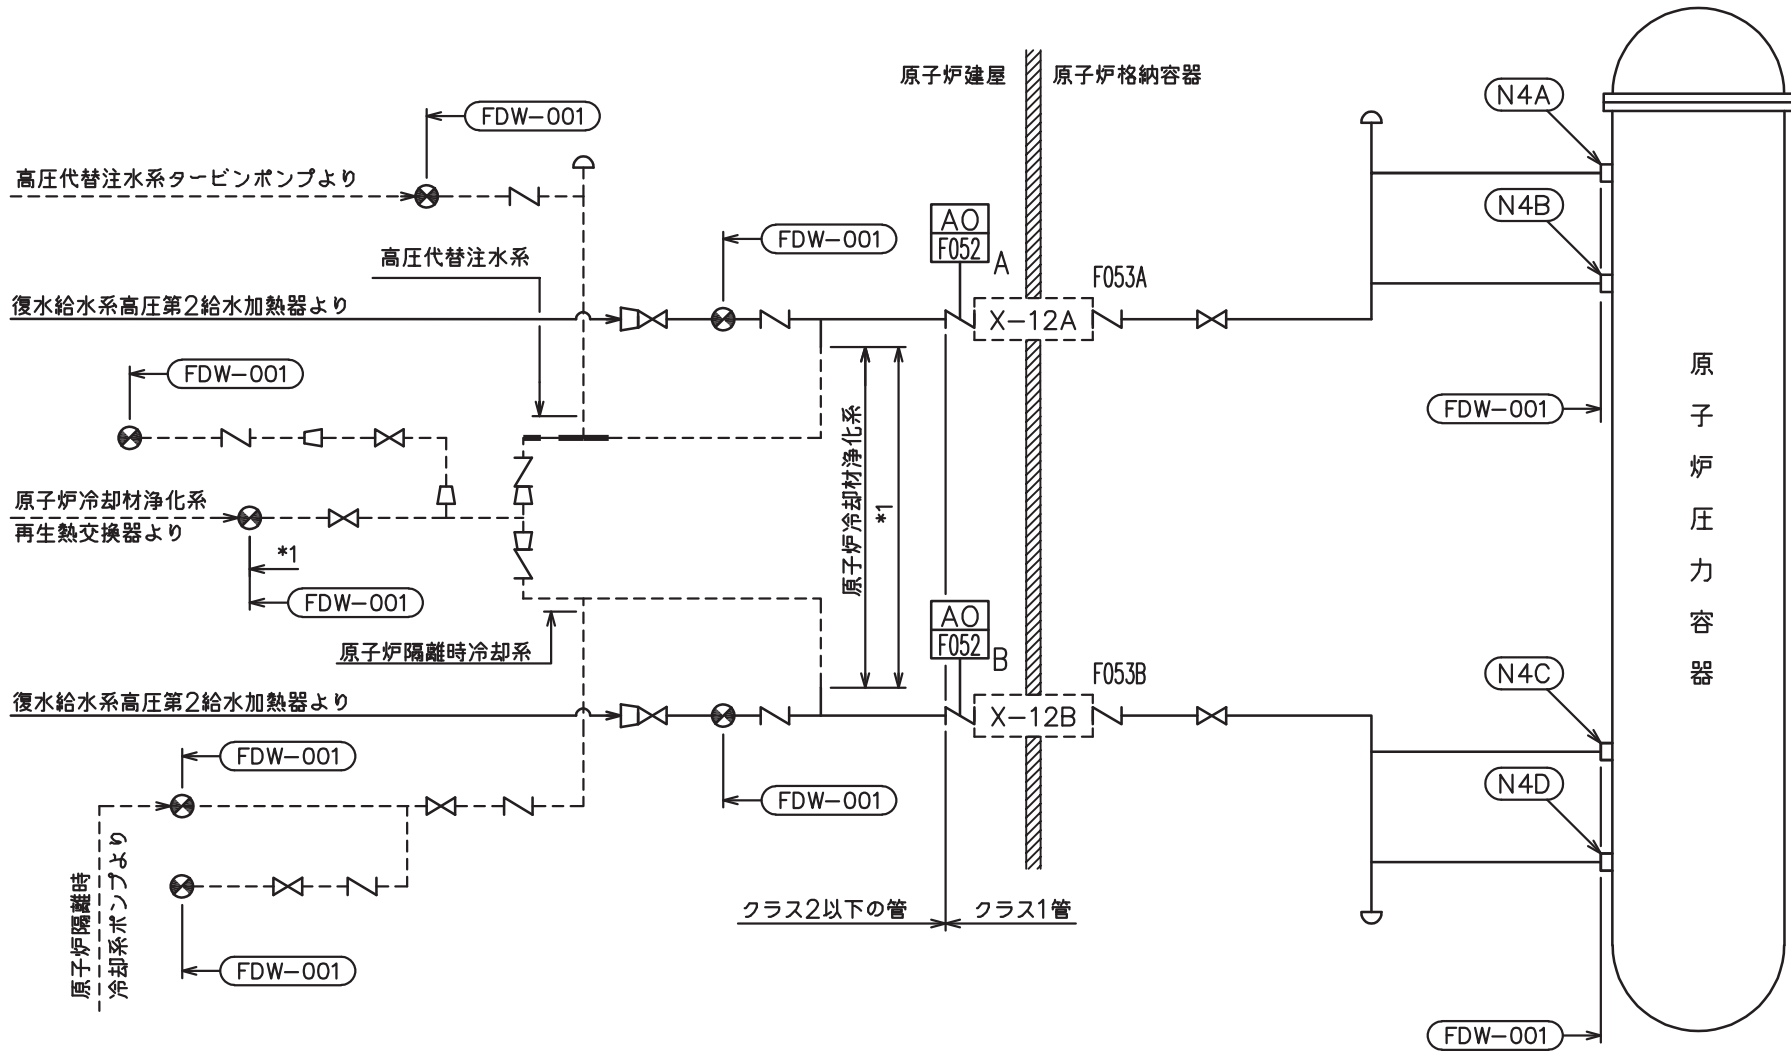 原子炉建屋
原子炉格納容器
N4A
FDW-001
高圧代替注水系タービンポンプより
N4B
AO
F052
A
FDW-001
高圧代替注水系
F053A
復水給水系高圧第2給水加熱器より
X-12A
FDW-001
FDW-001
原子炉圧力容器
原子炉冷却材浄化系
*1
原子炉冷却材浄化系
再生熱交換器より
*1
FDW-001
AO
F052
B
原子炉隔離時冷却系
F053B
N4C
復水給水系高圧第2給水加熱器より
X-12B
FDW-001
N4D
FDW-001
原子炉隔離時
冷却系ポンプより
クラス2以下の管
クラス1管
FDW-001
FDW-001